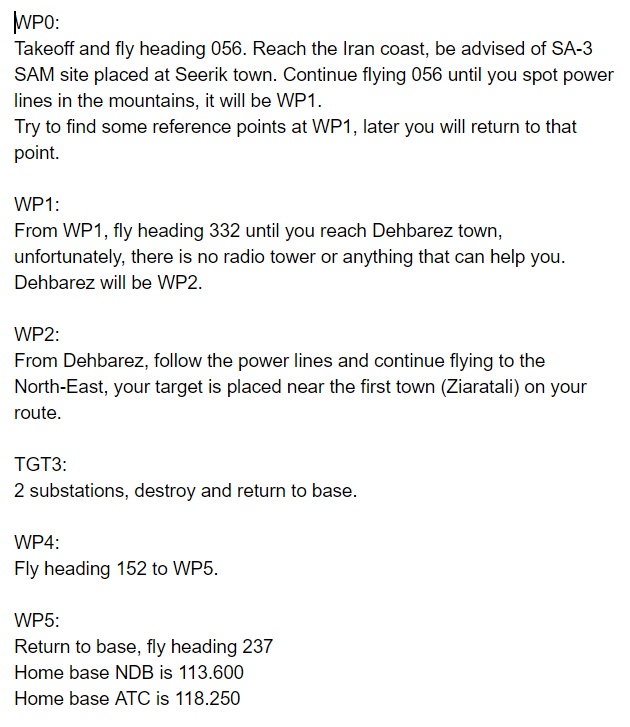 WP0:
Takeoff and fly heading 056. Reach the Iran coast, be advised of SA-3
SAM site placed at Seerik town. Continue flying 056 until you spot power
lines in the mountains, it will be WP1.
Try to find some reference points at WP1, later you will return to that
point.
WP1:
From WP1, fly heading 332 until you reach Dehbarez town,
unfortunately, there is no radio tower or anything that can help you.
Dehbarez will be WP2.
WP2:
From Dehbarez, follow the power lines and continue flying to the
North-East, your target is placed near the first town (Ziaratali) on your
route.
TGT3:
2 substations, destroy and return to base.
WP4:
Fly heading 152 to WP5.
WP5:
Return to base, fly heading 237
Home base NDB is 113.600
Home base ATC is 118.250